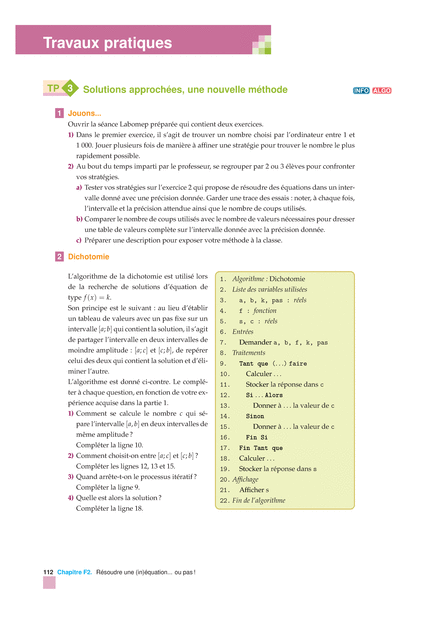 Travaux pratiques
TP 3 Solutions approchées, une nouvelle méthode
INFO ALGO
1 Jouons...
Ouvrir la séance Labomep préparée qui contient deux exercices.
1) Dans le premier exercice, il s'agit de trouver un nombre choisi par l'ordinateur entre 1 et
1 000. Jouer plusieurs fois de manière à affiner une stratégie pour trouver le nombre le plus
rapidement possible.
2) Au bout du temps imparti par le professeur, se regrouper par 2 ou 3 élèves pour confronter
vos stratégies.
a) Tester vos stratégies sur l'exercice 2 qui propose de résoudre des équations dans un inter-
valle donné avec une précision donnée. Garder une trace des essais : noter, à chaque fois,
l'intervalle et la précision attendue ainsi que le nombre de coups utilisés.
b) Comparer le nombre de coups utilisés avec le nombre de valeurs nécessaires pour dresser
une table de valeurs complète sur l'intervalle donnée avec la précision donnée.
c) Préparer une description pour exposer votre méthode à la classe.
2 Dichotomie
L'algorithme de la dichotomie est utilisé lors
de la recherche de solutions d'équation de
type f(x) = k.
Son principe est le suivant : au lieu d'établir
un tableau de valeurs avec un pas fixe sur un
intervalle [a;b] qui contient la solution, il s'agit
de partager l'intervalle en deux intervalles de
moindre amplitude : [a;c] et [c;b], de repérer
celui des deux qui contient la solution et d'éli-
miner l'autre.
L'algorithme est donné ci-contre. Le complé-
ter à chaque question, en fonction de votre ex-
périence acquise dans la partie 1.
1) Comment se calcule le nombre c qui sé-
pare l'intervalle [a,b] en deux intervalles de
même amplitude ?
Compléter la ligne 10.
2) Comment choisit-on entre [a;c] et [c;b] ?
Compléter les lignes 12, 13 et 15.
3) Quand arrête-t-on le processus itératif ?
Compléter la ligne 9.
4) Quelle est alors la solution ?
Compléter la ligne 18.
1. Algorithme : Dichotomie
2. Liste des variables utilisées
3. a, b, k, pas : réels
4. f : fonction
5. s, c : réels
6. Entrées
7. Demander a, b, f, k, pas
8. Traitements
9. Tant que (...) faire
10. Calculer ...
11. Stocker la réponse dans c
12. Si ... Alors
13. Donner à ... la valeur de c
14. Sinon
15. Donner à ... la valeur de c
16. Fin Si
17. Fin Tant que
18. Calculer ...
19. Stocker la réponse dans s
20. Affichage
21. Afficher s
22. Fin de l'algorithme
112 Chapitre F2. Résoudre une (in)équation... ou pas !